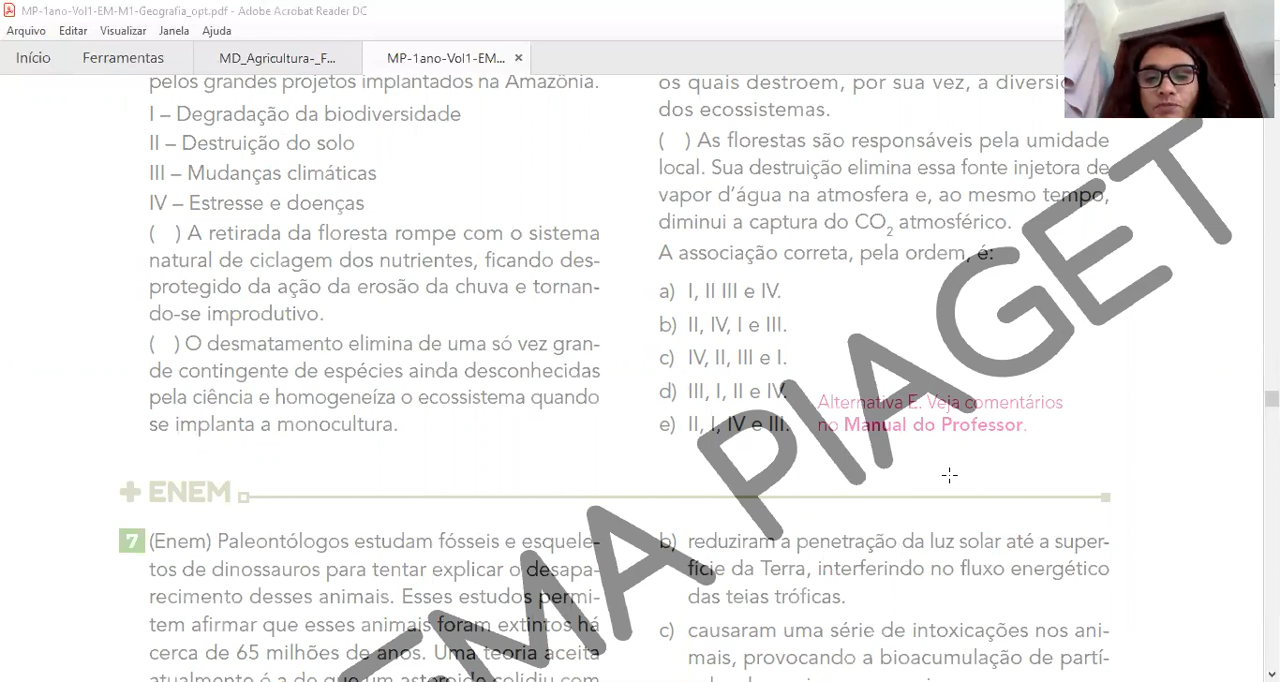 MP-1ano-Vol1-EM-M1-Geografia_opt.pdf - Adobe Acrobat Reader DC
Arquivo Editar Visualizar Janela Ajuda
Início Ferramentas MD_Agricultura-_F... MP-1ano-Vol1-EM... ×
pelos grandes projetos implantados na Amazônia.
I – Degradação da biodiversidade
II – Destruição do solo
III – Mudanças climáticas
IV – Estresse e doenças
( ) A retirada da floresta rompe com o sistema
natural de ciclagem dos nutrientes, ficando des-
protegido da ação da erosão da chuva e tornan-
do-se improdutivo.
( ) O desmatamento elimina de uma só vez gran-
de contingente de espécies ainda desconhecidas
pela ciência e homogeneíza o ecossistema quando
se implanta a monocultura.
os quais destroem, por sua vez, a diversi
dos ecossistemas.
( ) As florestas são responsáveis pela umidade
local. Sua destruição elimina essa fonte injetora de
vapor d'água na atmosfera e, ao mesmo tempo,
diminui a captura do CO2 atmosférico.
A associação correta, pela ordem, é:
a) I, II III e IV.
b) II, IV, I e III.
c) IV, II, III e I.
d) III, I, II e IV.
e) II, I, IV e III.
Alternativa E. Veja comentários
no Manual do Professor.
+ ENEM
7 (Enem) Paleontólogos estudam fósseis e esquele-
tos de dinossauros para tentar explicar o desapa-
recimento desses animais. Esses estudos permi-
tem afirmar que esses animais foram extintos há
cerca de 65 milhões de anos. Uma teoria aceita
atualmente é a de que um asteroide colidiu com
b) reduziram a penetração da luz solar até a super-
fície da Terra, interferindo no fluxo energético
das teias tróficas.
c) causaram uma série de intoxicações nos ani-
mais, provocando a bioacumulação de partí-
EMA PIAGET